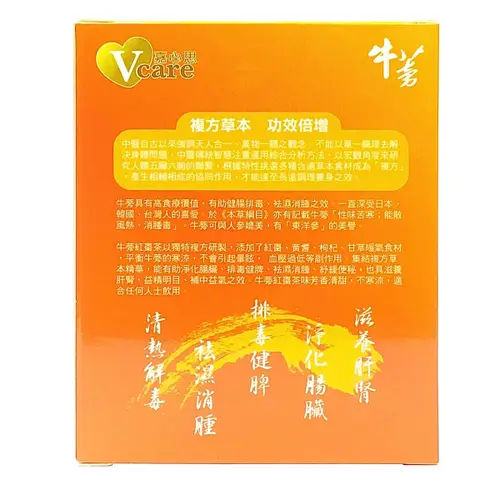 嘉心思
Vcare
牛蒡
複方草本 功效倍增
中醫自古以來強調天人合一、萬物一體之觀念，不能以單一藥理去解
決身體問題，中醫傳統智慧注重運用綜合分析方法，以宏觀角度來研
究人體五臟六腑的關聯，根據特性挑選多種合適草本食材成為「複方」
，產生相輔相成的協同作用，才能達至長遠調理養身之效。
牛蒡具有高食療價值，有助健腸排毒、祛濕消腫之效。一直深受日本、
韓國、台灣人的喜愛。於《本草綱目》亦有記載牛蒡「性味苦寒；能散
風熱、消腫毒」。牛蒡可與人參媲美，有「東洋參」的美譽。
牛蒡紅棗茶以獨特複方研製，添加了紅棗、黃耆、枸杞、甘草暖氣食材
，平衡牛蒡的寒涼，不會引起暈眩、血壓過低等副作用。集結複方草
本精華，能有助淨化腸臟、排毒健脾、祛濕消腫、紓緩便秘，也具滋養
肝腎，益精明目、補中益氣之效。牛蒡紅棗茶味芳香清甜，不寒涼，適
合任何人士飲用。
滋養肝腎
淨化腸臟
排毒健脾
祛濕消腫
清熱解毒